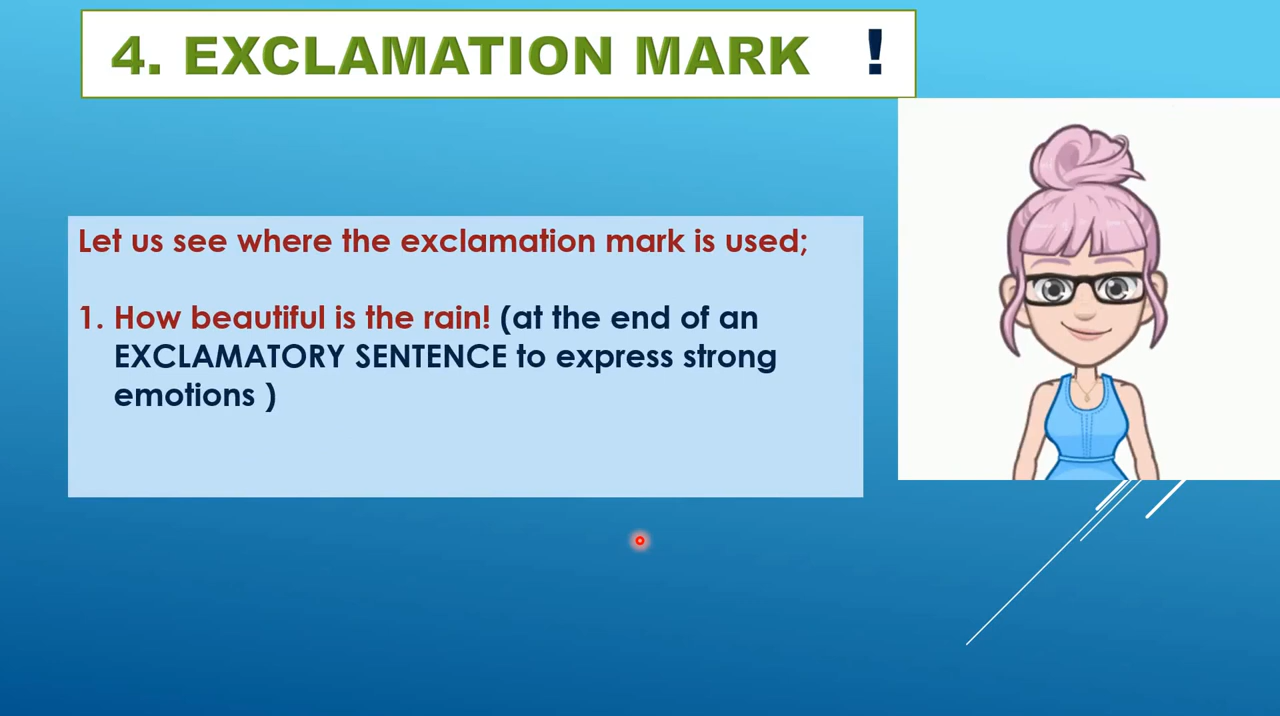 4. EXCLAMATION MARK !
Let us see where the exclamation mark is used;
1. How beautiful is the rain! (at the end of an
EXCLAMATORY SENTENCE to express strong
emotions )